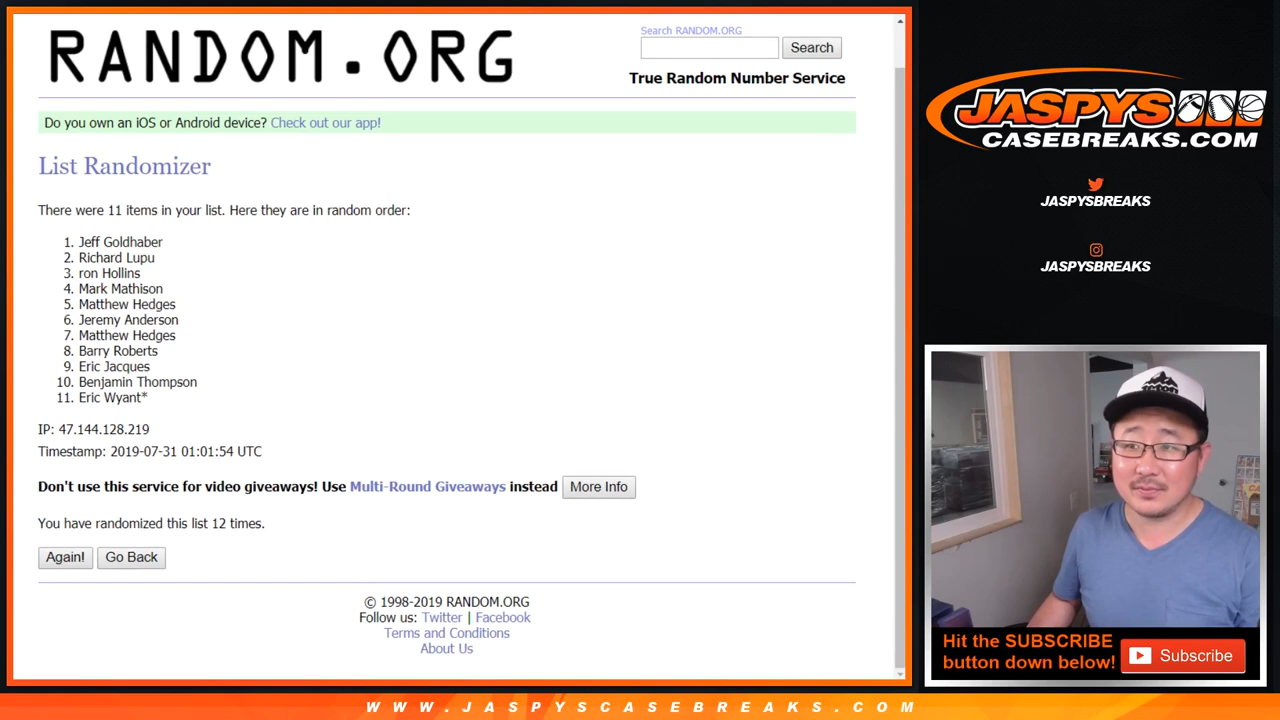 RANDOM.ORG
Search RANDOM.ORG
Search
True Random Number Service
Do you own an iOS or Android device? Check out our app!
List Randomizer
There were 11 items in your list. Here they are in random order:
1. Jeff Goldhaber
2. Richard Lupu
3. ron Hollins
4. Mark Mathison
5. Matthew Hedges
6. Jeremy Anderson
7. Matthew Hedges
8. Barry Roberts
9. Eric Jacques
10. Benjamin Thompson
11. Eric Wyant*
IP: 47.144.128.219
Timestamp: 2019-07-31 01:01:54 UTC
Don't use this service for video giveaways! Use Multi-Round Giveaways instead More Info
You have randomized this list 12 times.
Again! Go Back
© 1998-2019 RANDOM.ORG
Follow us: Twitter | Facebook
Terms and Conditions
About Us
JASPYS
CASEBREAKS.COM
JASPYSBREAKS
JASPYSBREAKS
Hit the SUBSCRIBE
button down below!
Subscribe
WWW.JASPYSCASEBREAKS.COM